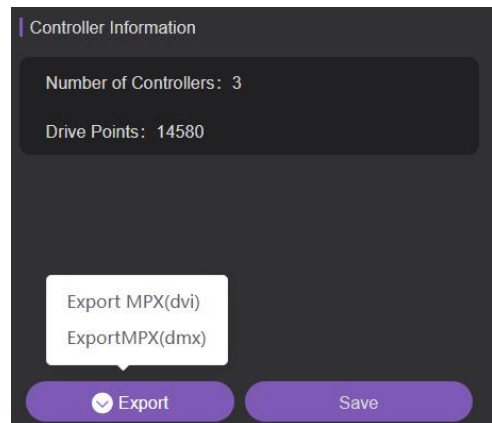 Controller Information
Number of Controllers: 3
Drive Points: 14580
Export MPX(dvi)
ExportMPX(dmx)
Export
Save